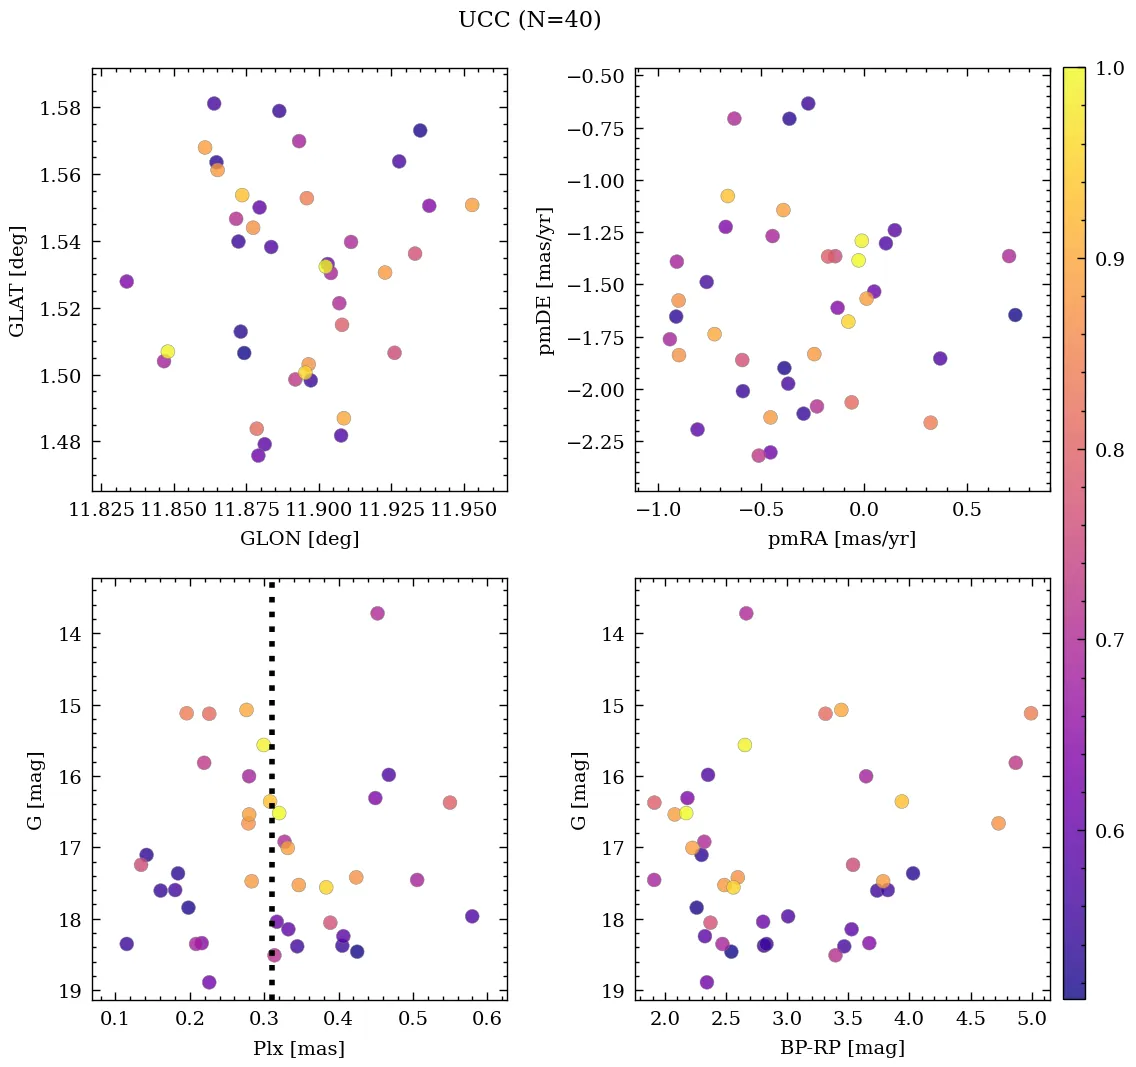 UCC (N=40)
1.58
1.56
1.54
1.52
1.50
1.48
GLAT [deg]
11.825 11.850 11.875 11.900 11.925 11.950
GLON [deg]
−0.50
−0.75
−1.00
−1.25
−1.50
−1.75
−2.00
−2.25
pmDE [mas/yr]
−1.0 −0.5 0.0 0.5
pmRA [mas/yr]
1.0
0.9
0.8
0.7
0.6
14
15
16
17
18
19
G [mag]
0.1 0.2 0.3 0.4 0.5 0.6
Plx [mas]
14
15
16
17
18
19
G [mag]
2.0 2.5 3.0 3.5 4.0 4.5 5.0
BP-RP [mag]